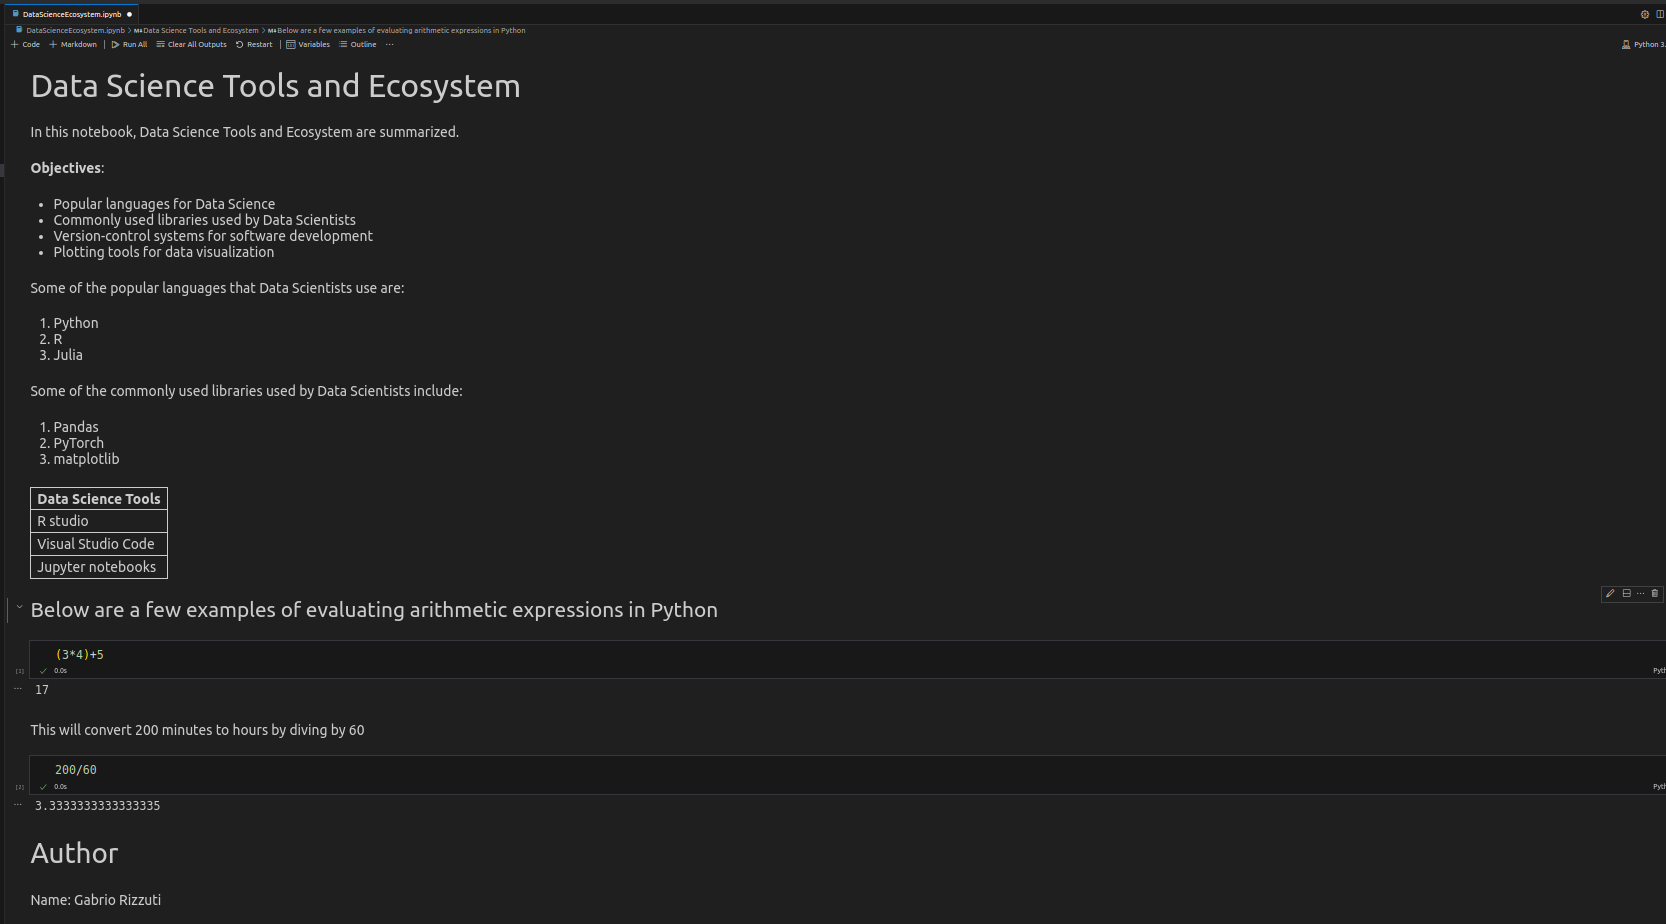 DataScienceEcosystem.ipynb
DataScienceEcosystem.ipynb > M↓ Data Science Tools and Ecosystem > M↓ Below are a few examples of evaluating arithmetic expressions in Python
+ Code + Markdown | Run All Clear All Outputs Restart | Variables Outline ... Python 3.
Data Science Tools and Ecosystem
In this notebook, Data Science Tools and Ecosystem are summarized.
Objectives:
• Popular languages for Data Science
• Commonly used libraries used by Data Scientists
• Version-control systems for software development
• Plotting tools for data visualization
Some of the popular languages that Data Scientists use are:
1. Python
2. R
3. Julia
Some of the commonly used libraries used by Data Scientists include:
1. Pandas
2. PyTorch
3. matplotlib
Data Science Tools
R studio
Visual Studio Code
Jupyter notebooks
Below are a few examples of evaluating arithmetic expressions in Python
(3*4)+5
[1] ✓ 0.0s Pyth
... 17
This will convert 200 minutes to hours by diving by 60
200/60
[2] ✓ 0.0s Pyth
... 3.3333333333333335
Author
Name: Gabrio Rizzuti